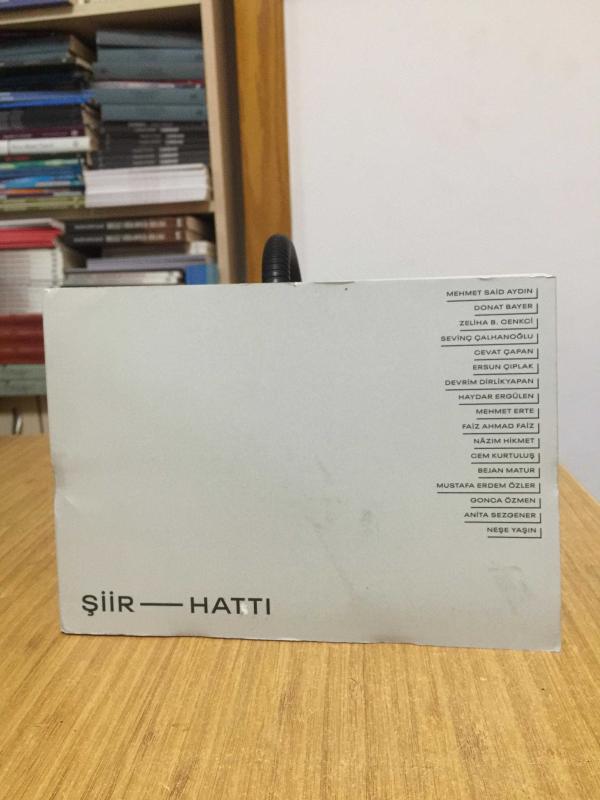 MEHMET SAİD AYDIN
DONAT BAYER
ZELİHA B. CENKCİ
SEVİNÇ ÇALHANOĞLU
CEVAT ÇAPAN
ERSUN ÇIPLAK
DEVRİM DİRLİKYAPAN
HAYDAR ERGÜLEN
MEHMET ERTE
FAİZ AHMAD FAİZ
NÂZIM HİKMET
CEM KURTULUŞ
BEJAN MATUR
MUSTAFA ERDEM ÖZLER
GONCA ÖZMEN
ANİTA SEZGENER
NEŞE YAŞIN
ŞİİR — HATTI